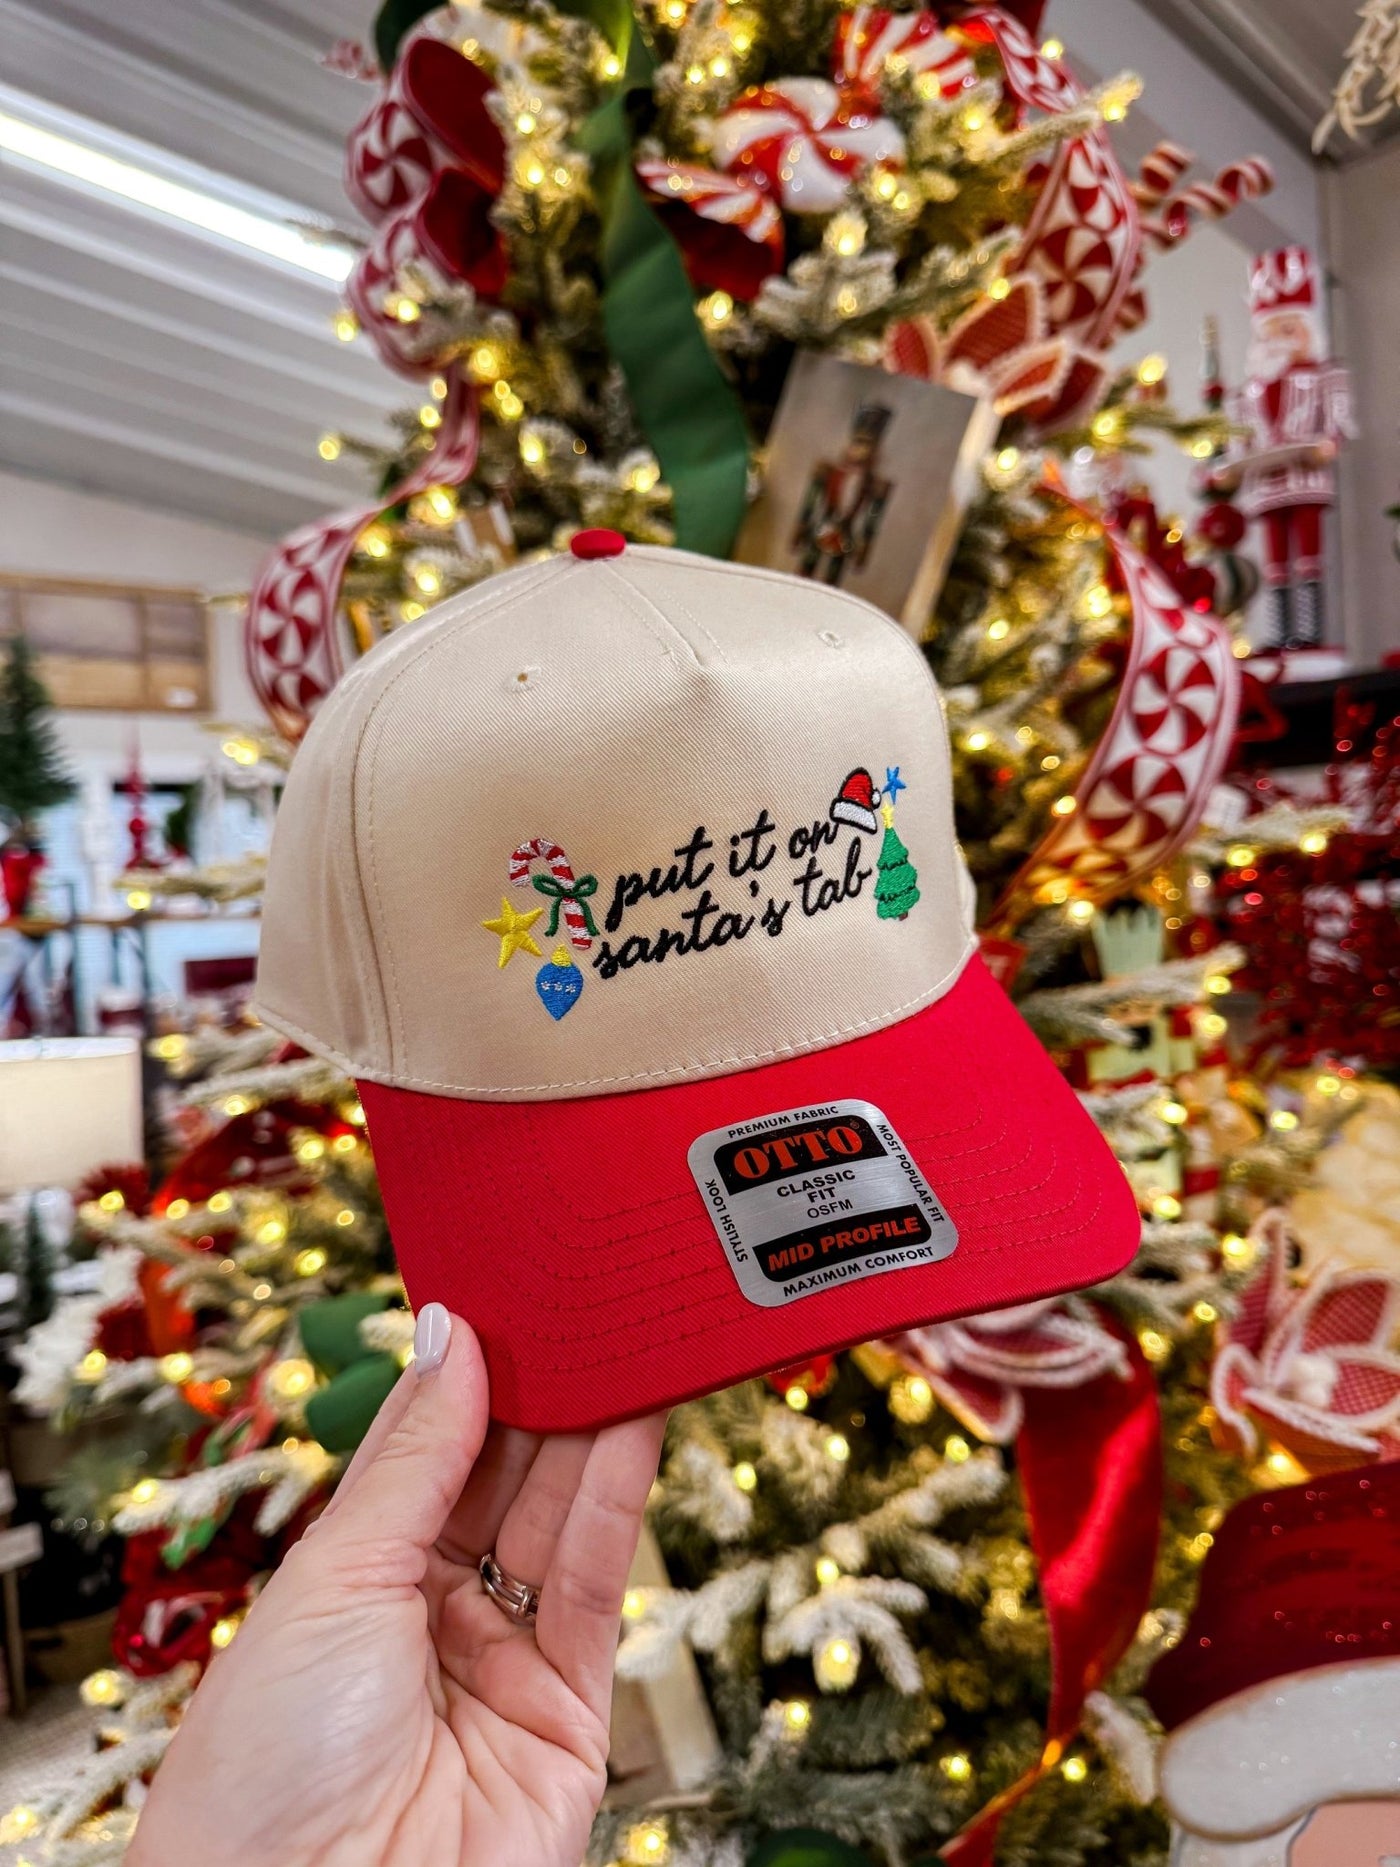 put it on
santa's tab
PREMIUM FABRIC
OTTO®
CLASSIC
FIT
OSFM
MID PROFILE
MAXIMUM COMFORT
STYLISH LOOK
MOST POPULAR FIT